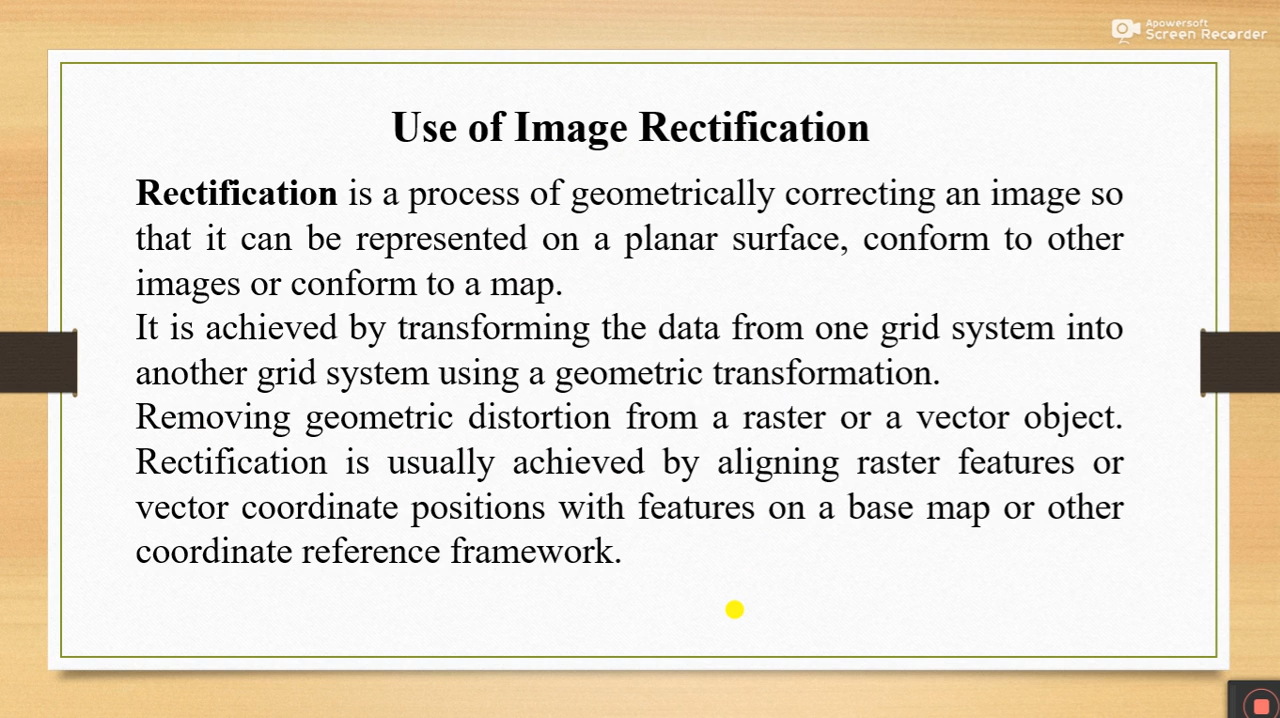 Apowersoft
Screen Recorder
Use of Image Rectification
Rectification is a process of geometrically correcting an image so
that it can be represented on a planar surface, conform to other
images or conform to a map.
It is achieved by transforming the data from one grid system into
another grid system using a geometric transformation.
Removing geometric distortion from a raster or a vector object.
Rectification is usually achieved by aligning raster features or
vector coordinate positions with features on a base map or other
coordinate reference framework.